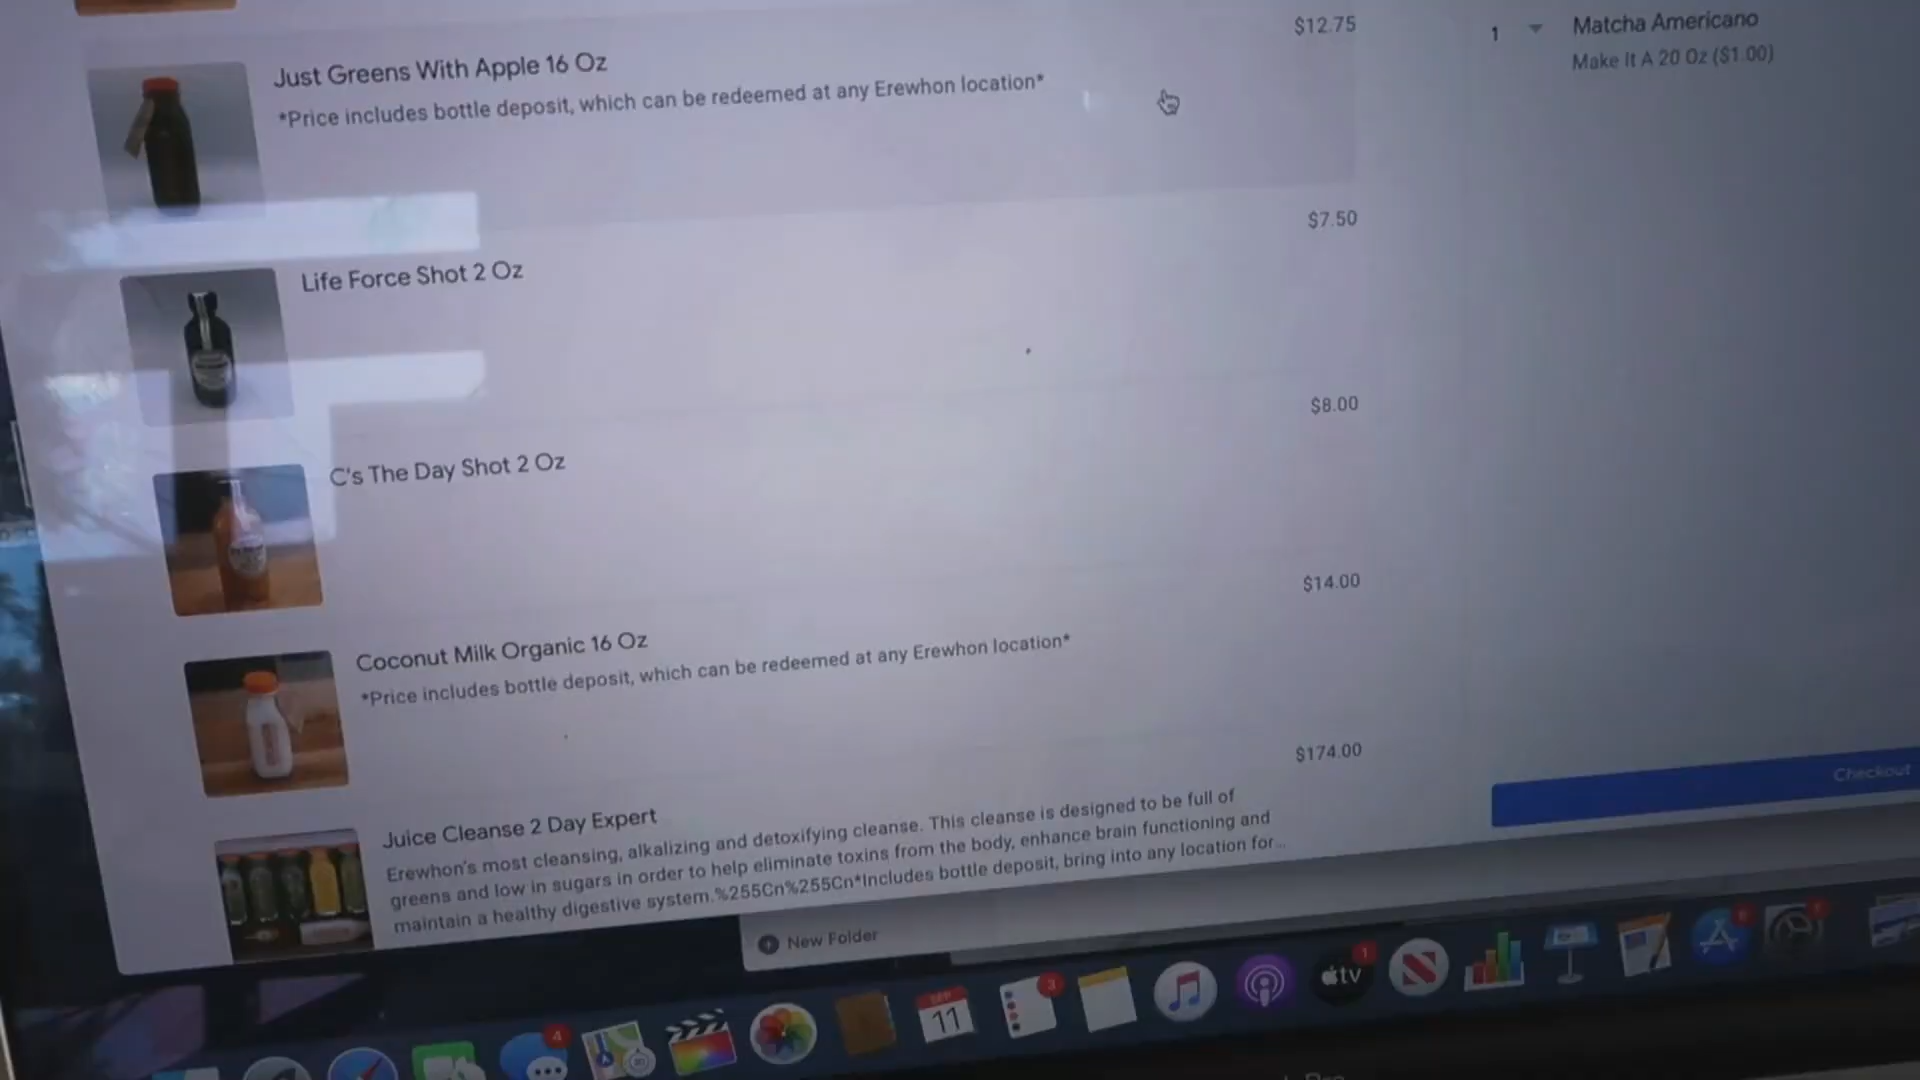 $12.75
Just Greens With Apple 16 Oz
*Price includes bottle deposit, which can be redeemed at any Erewhon location*
$7.50
Life Force Shot 2 Oz
$8.00
C's The Day Shot 2 Oz
$14.00
Coconut Milk Organic 16 Oz
*Price includes bottle deposit, which can be redeemed at any Erewhon location*
$174.00
Juice Cleanse 2 Day Expert
Erewhon's most cleansing, alkalizing and detoxifying cleanse. This cleanse is designed to be full of
greens and low in sugars in order to help eliminate toxins from the body, enhance brain functioning and
maintain a healthy digestive system.%255Cn%255Cn*Includes bottle deposit, bring into any location for...
1 Matcha Americano
Make It A 20 Oz ($1.00)
Checkout
New Folder
4
SEP
11
3
tv
1